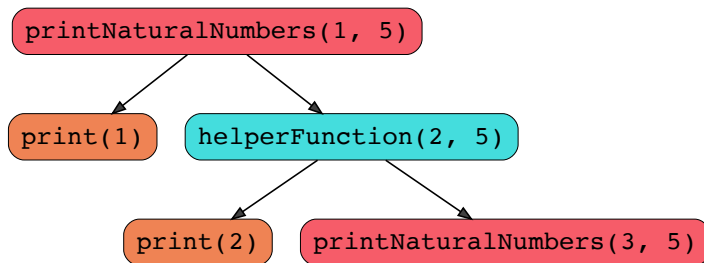 printNaturalNumbers(1, 5)
print(1)
helperFunction(2, 5)
print(2)
printNaturalNumbers(3, 5)